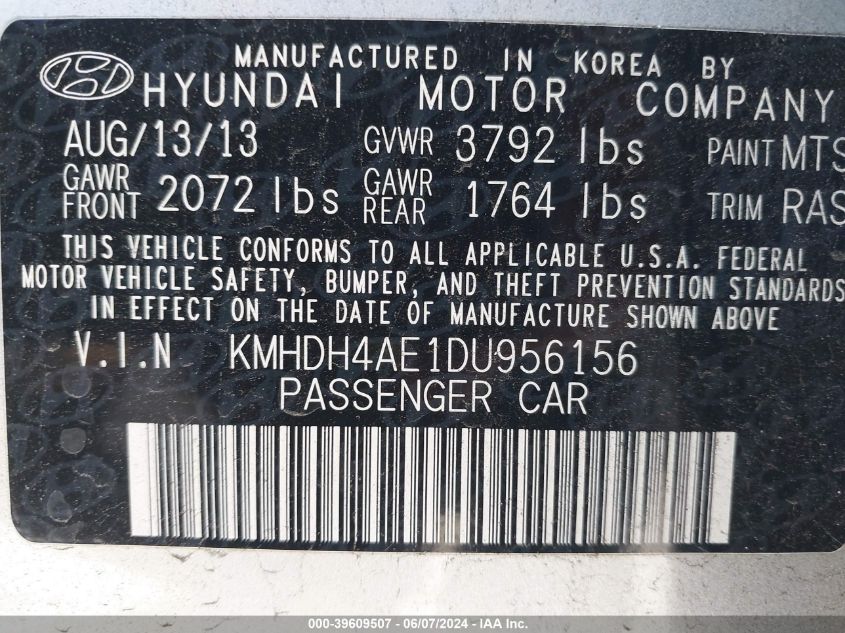 MANUFACTURED IN KOREA BY
HYUNDAI MOTOR COMPANY
AUG/13/13 GVWR 3792 lbs PAINT MTS
GAWR FRONT 2072 lbs GAWR REAR 1764 lbs TRIM RAS
THIS VEHICLE CONFORMS TO ALL APPLICABLE U.S.A. FEDERAL
MOTOR VEHICLE SAFETY, BUMPER, AND THEFT PREVENTION STANDARDS
IN EFFECT ON THE DATE OF MANUFACTURE SHOWN ABOVE
V.I.N KMHDH4AE1DU956156
PASSENGER CAR
000-39609507 - 06/07/2024 - IAA Inc.